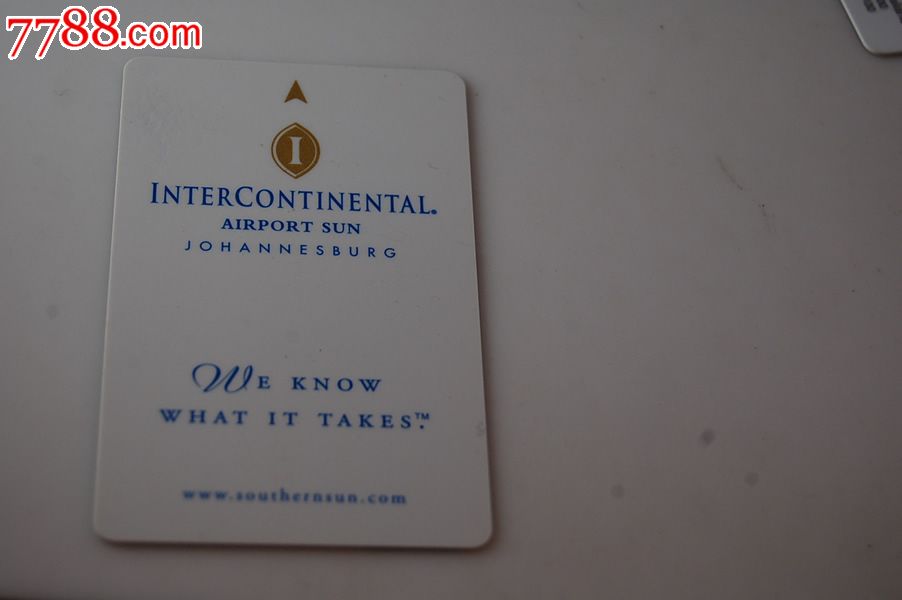 7788.com
I
INTERCONTINENTAL.
AIRPORT SUN
JOHANNESBURG
WE KNOW
WHAT IT TAKES.™
www.southernsun.com